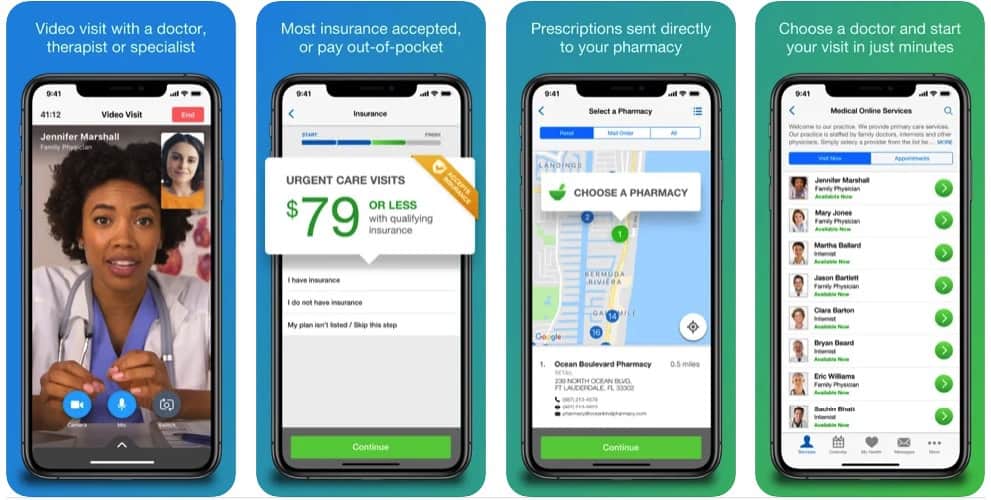 Video visit with a doctor,
therapist or specialist
9:41
41:12
Video Visit
End
Jennifer Marshall
Family Physician
Camera
Mic
Switch
Most insurance accepted,
or pay out-of-pocket
9:41
Insurance
START
FINISH
ACCEPTS
INSURANCE
URGENT CARE VISITS
$79 OR LESS
with qualifying
insurance
I have insurance
I do not have insurance
My plan isn't listed / Skip this step
Continue
Prescriptions sent directly
to your pharmacy
9:41
Select a Pharmacy
Retail
Mail Order
All
LANDINGS
CHOOSE A PHARMACY
2
1
BERMUDA
RIVIERA
14
16
Google
1. Ocean Boulevard Pharmacy 0.5 miles
RETAIL
239 NORTH OCEAN BLVD,
FT LAUDERDALE, FL 33302
Continue
Choose a doctor and start
your visit in just minutes
9:41
Medical Online Services
Welcome to our practice. We provide primary care services.
Our practice is staffed by family doctors, internists and other
physicians. Simply select a provider from the list be... MORE
Visit Now
Appointments
Jennifer Marshall
Family Physician
Available Now
Mary Jones
Family Physician
Available Now
Martha Ballard
Internist
Available Now
Jason Bartlett
Family Physician
Available Now
Clara Barton
Internist
Available Now
Bryan Beard
Internist
Available Now
Eric Williams
Family Physician
Available Now
Available Now
Services
Calendar
My Health
Messages
More